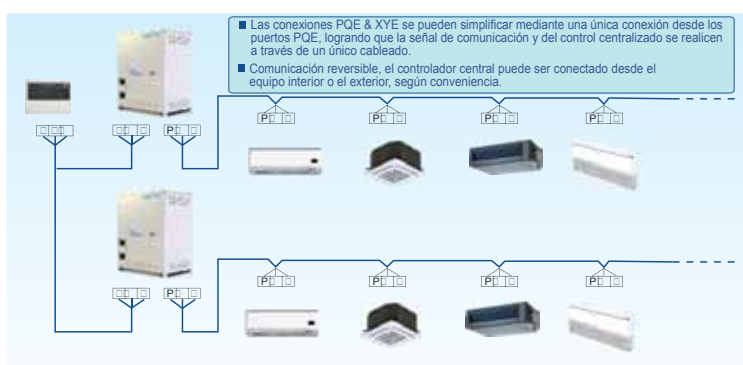 ■ Las conexiones PQE & XYE se pueden simplificar mediante una única conexión desde los
puertos PQE, logrando que la señal de comunicación y del control centralizado se realicen
a través de un único cableado.
■ Comunicación reversible, el controlador central puede ser conectado desde el
equipo interior o el exterior, según conveniencia.
P
P P P P
P
P P P P